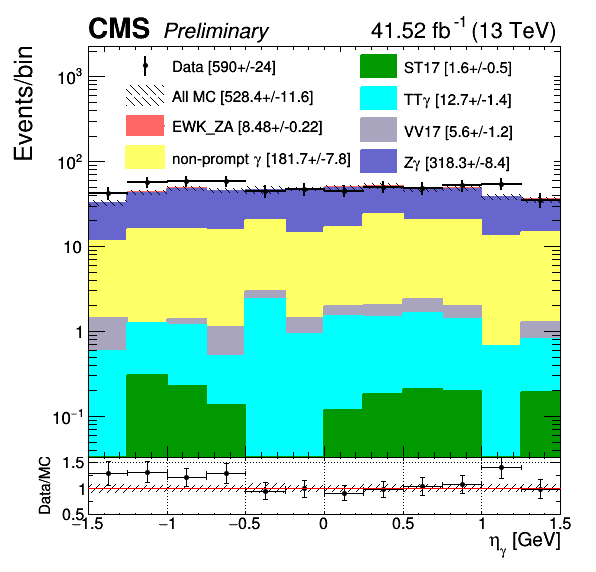 CMS Preliminary 41.52 fb⁻¹ (13 TeV)
Events/bin
Data [590+/-24]
All MC [528.4+/-11.6]
EWK_ZA [8.48+/-0.22]
non-prompt γ [181.7+/-7.8]
ST17 [1.6+/-0.5]
TTγ [12.7+/-1.4]
VV17 [5.6+/-1.2]
Zγ [318.3+/-8.4]
10³
10²
10
1
10⁻¹
Data/MC
1.5
1
0.5
−1.5 −1 −0.5 0 0.5 1 1.5
ηγ [GeV]